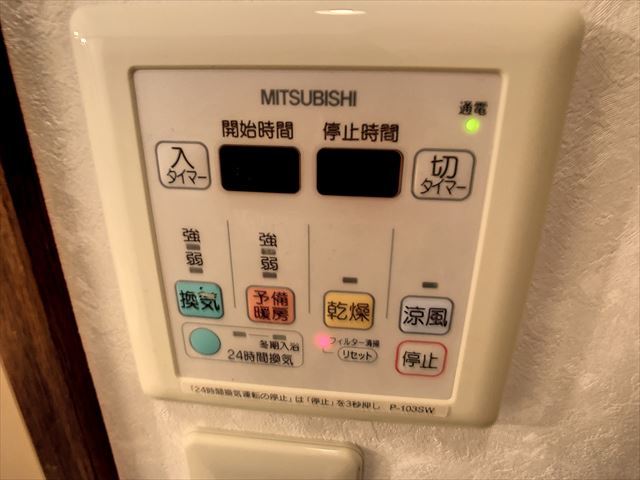 MITSUBISHI
通電
開始時間 停止時間
入
タイマー
切
タイマー
強 強
弱 弱
換気 予備
暖房 乾燥 涼風
冬期入浴
24時間換気
フィルター清掃
リセット
停止
「24時間換気運転の停止」は「停止」を3秒押し P-103SW